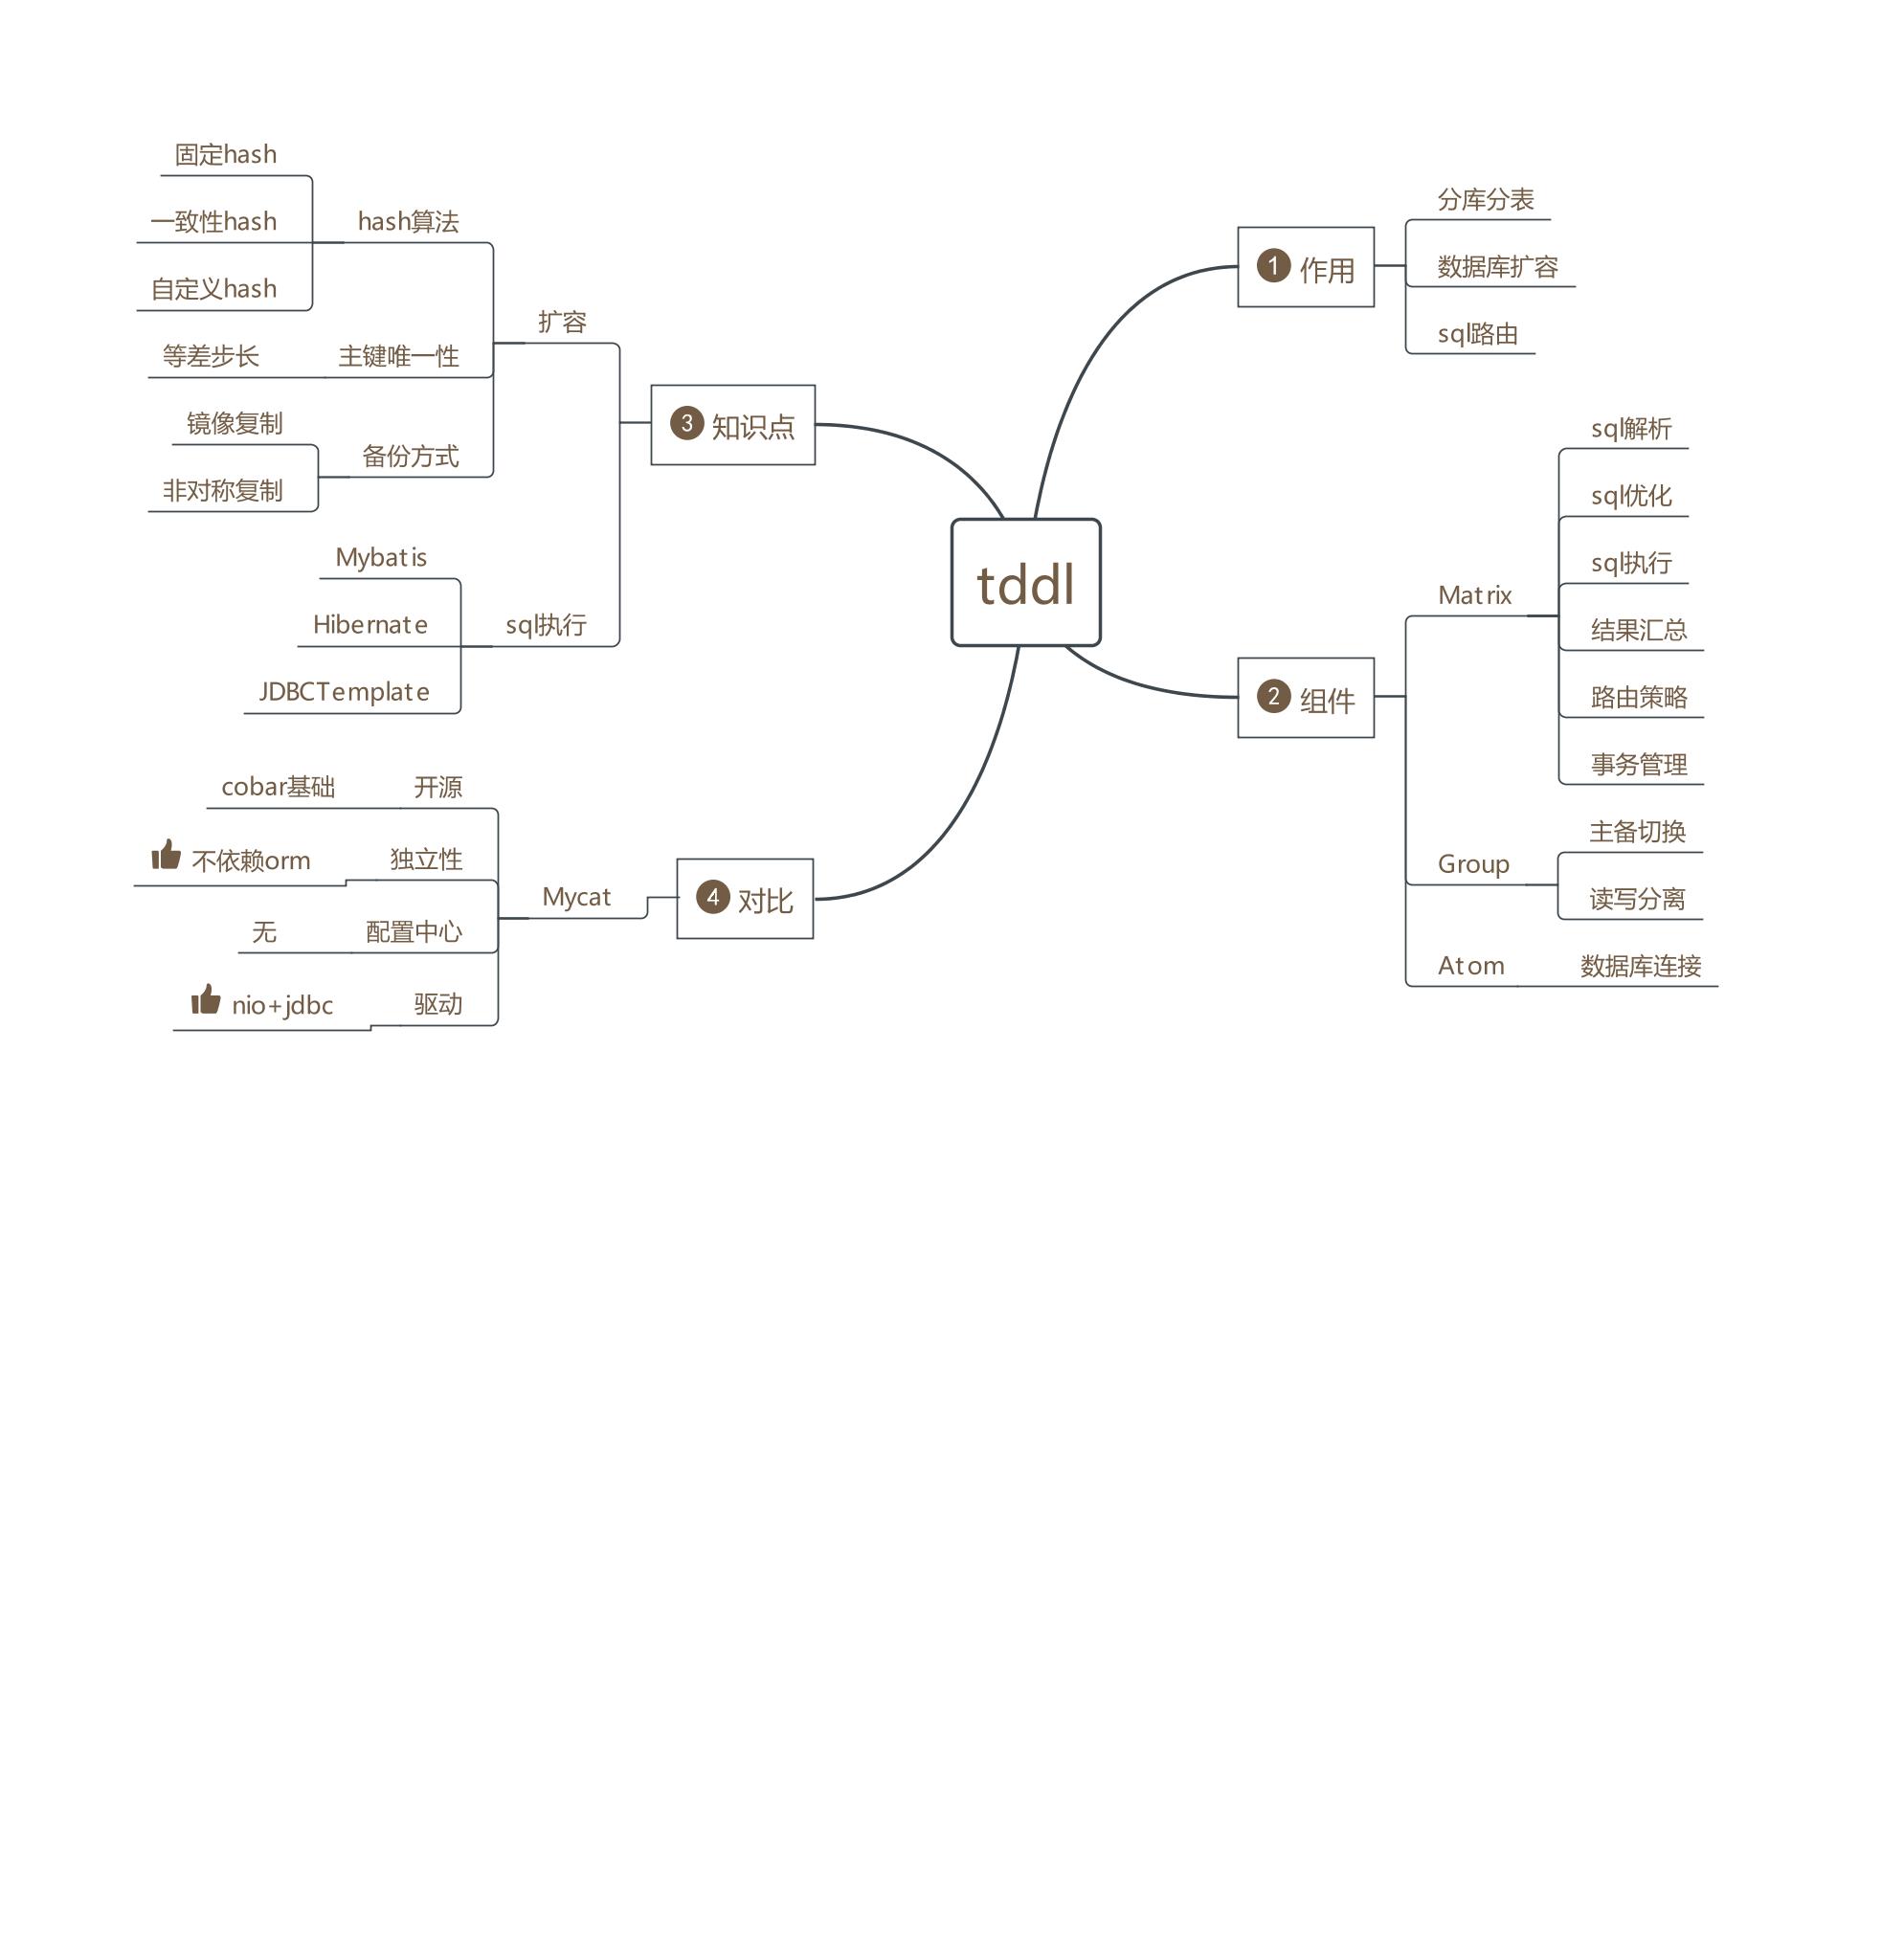 tddl
1 作用
分库分表
数据库扩容
sql路由
2 组件
Matrix
sql解析
sql优化
sql执行
结果汇总
路由策略
事务管理
Group
主备切换
读写分离
Atom
数据库连接
3 知识点
扩容
hash算法
固定hash
一致性hash
自定义hash
主键唯一性
等差步长
备份方式
镜像复制
非对称复制
sql执行
Mybatis
Hibernate
JDBCTemplate
4 对比
Mycat
开源
cobar基础
独立性
不依赖orm
配置中心
无
驱动
nio+jdbc